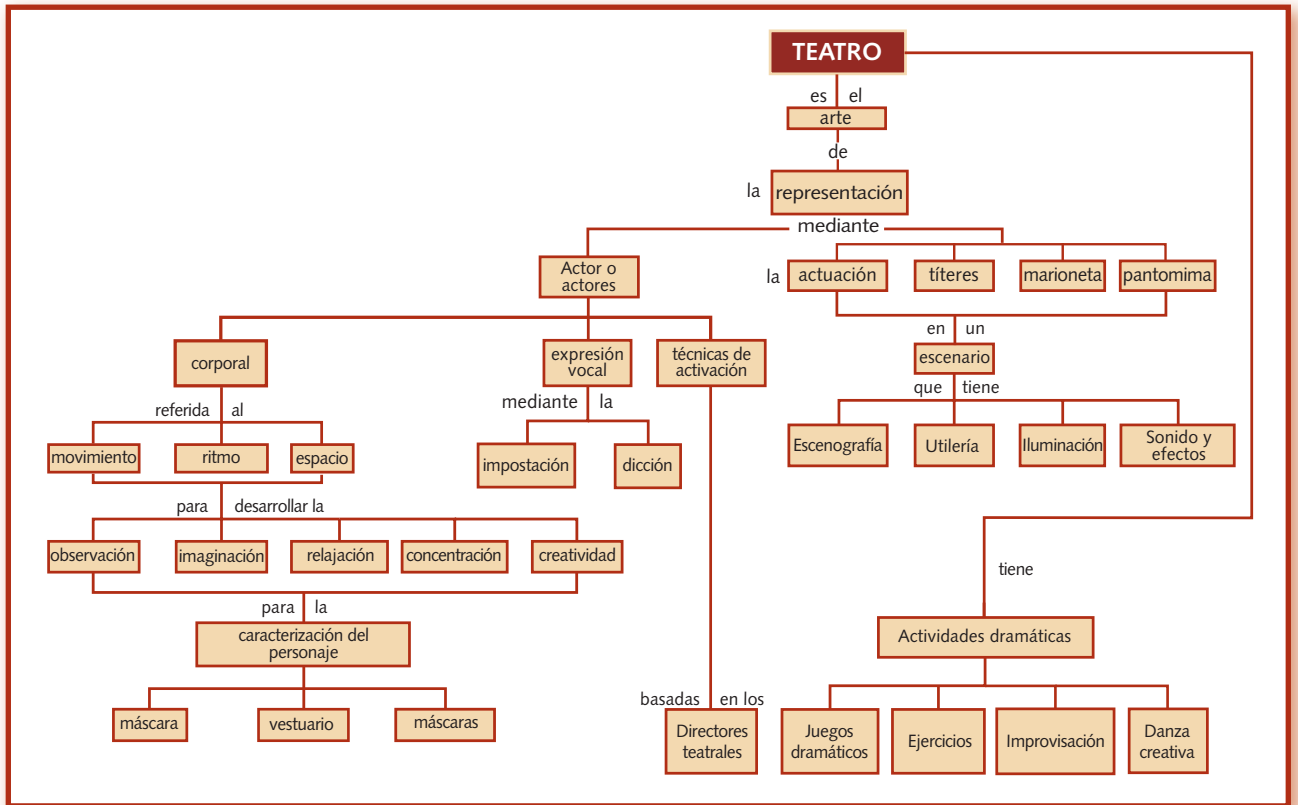 TEATRO
es el
arte
de
la representación
mediante
Actor o
actores
la actuación
títeres
marioneta
pantomima
en un
escenario
que tiene
Escenografía
Utilería
Iluminación
Sonido y
efectos
corporal
expresión
vocal
técnicas de
activación
referida al
movimiento
ritmo
espacio
mediante la
impostación
dicción
para desarrollar la
observación
imaginación
relajación
concentración
creatividad
para la
caracterización del
personaje
máscara
vestuario
máscaras
basadas en los
Directores
teatrales
tiene
Actividades dramáticas
Juegos
dramáticos
Ejercicios
Improvisación
Danza
creativa